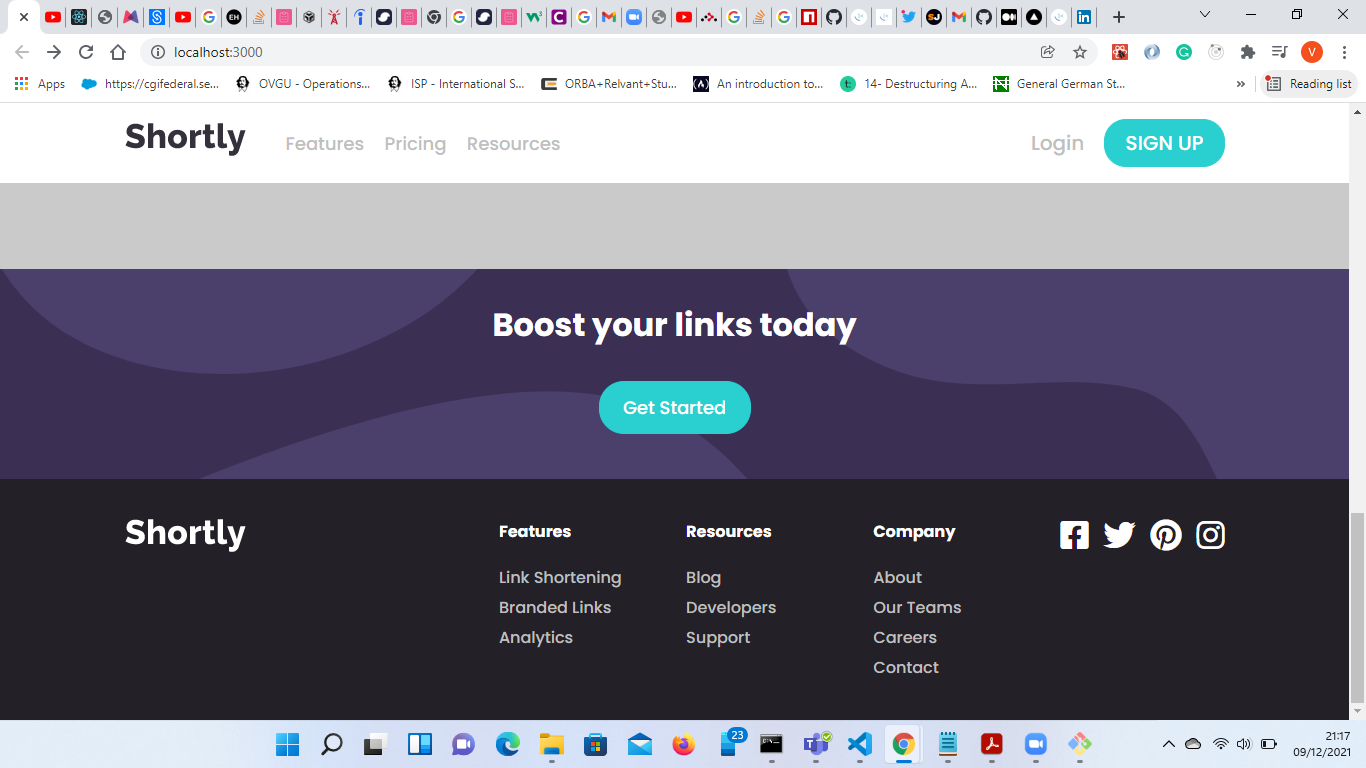 localhost:3000
Apps
https://cgifederal.se...
OVGU - Operations...
ISP - International S...
ORBA+Relvant+Stu...
An introduction to...
14- Destructuring A...
General German St...
»
Reading list
Shortly
Features
Pricing
Resources
Login
SIGN UP
Boost your links today
Get Started
Shortly
Features
Link Shortening
Branded Links
Analytics
Resources
Blog
Developers
Support
Company
About
Our Teams
Careers
Contact
23
21:17
09/12/2021